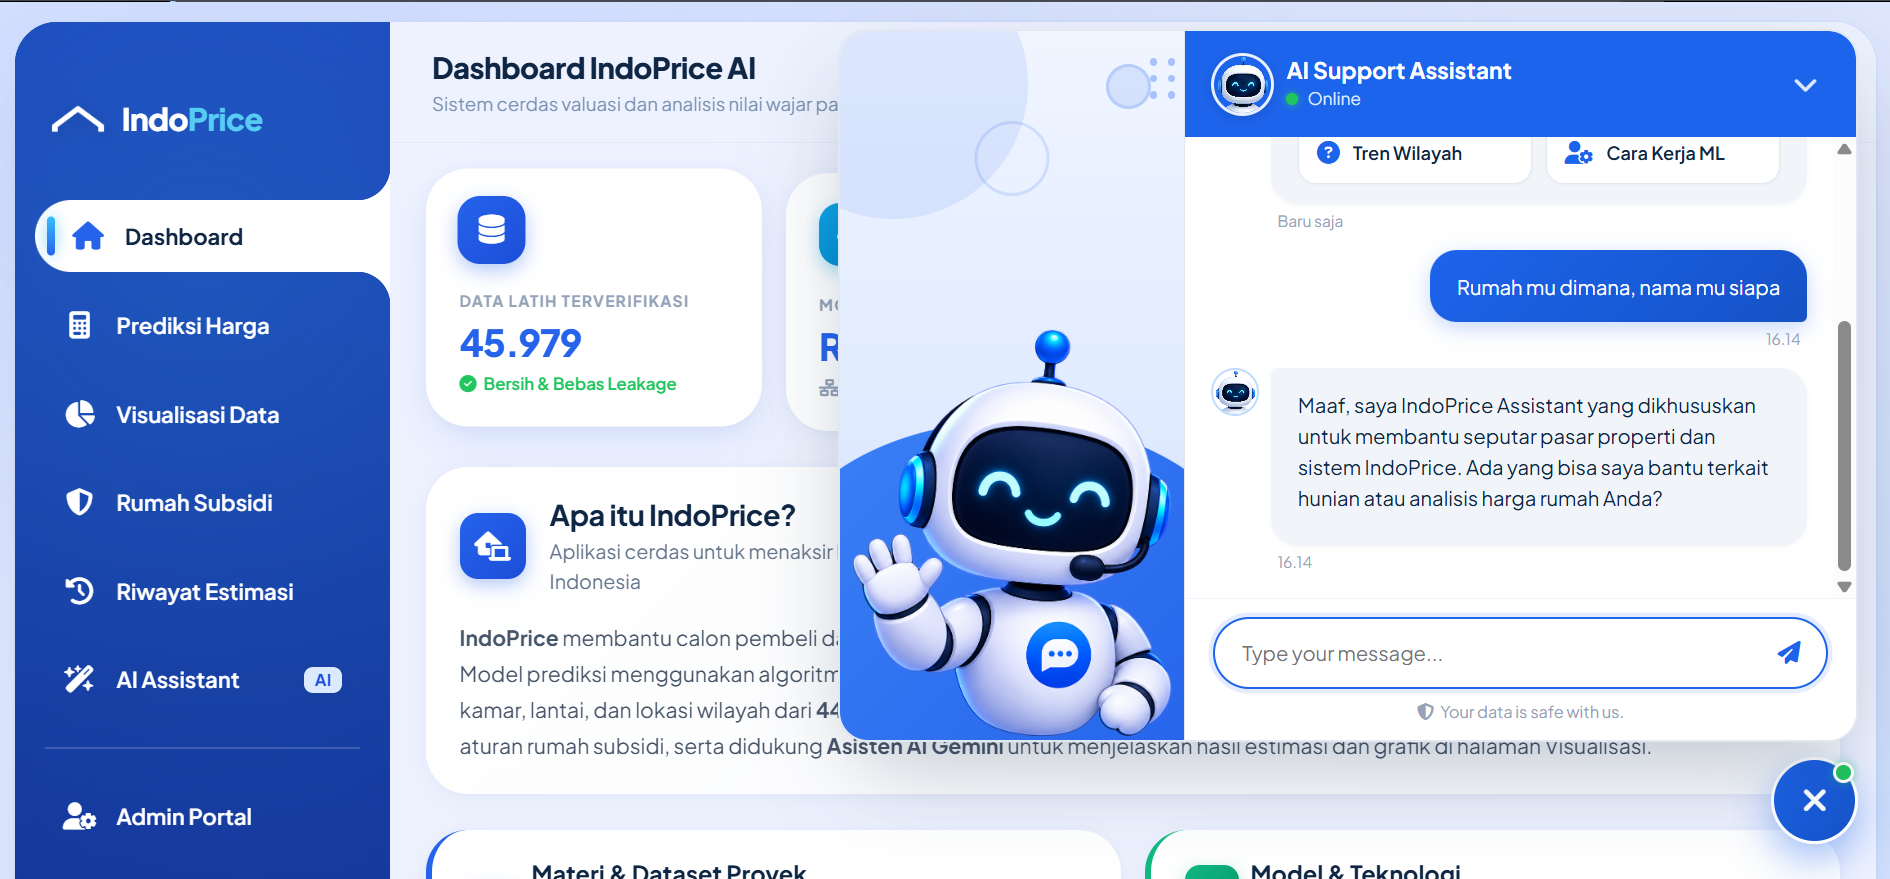 IndoPrice
Dashboard
Prediksi Harga
Visualisasi Data
Rumah Subsidi
Riwayat Estimasi
AI Assistant
AI
Admin Portal
Dashboard IndoPrice AI
Sistem cerdas valuasi dan analisis nilai wajar pa
DATA LATIH TERVERIFIKASI
45.979
Bersih & Bebas Leakage
Apa itu IndoPrice?
Aplikasi cerdas untuk menaksir
Indonesia
IndoPrice membantu calon pembeli da
Model prediksi menggunakan algoritm
kamar, lantai, dan lokasi wilayah dari 44
aturan rumah subsidi, serta didukung Asisten AI Gemini untuk menjelaskan hasil estimasi dan grafik di halaman Visualisasi.
Materi & Dataset Proyek
Model & Teknologi
AI Support Assistant
Online
Tren Wilayah
Cara Kerja ML
Baru saja
Rumah mu dimana, nama mu siapa
16.14
Maaf, saya IndoPrice Assistant yang dikhususkan
untuk membantu seputar pasar properti dan
sistem IndoPrice. Ada yang bisa saya bantu terkait
hunian atau analisis harga rumah Anda?
16.14
Type your message...
Your data is safe with us.